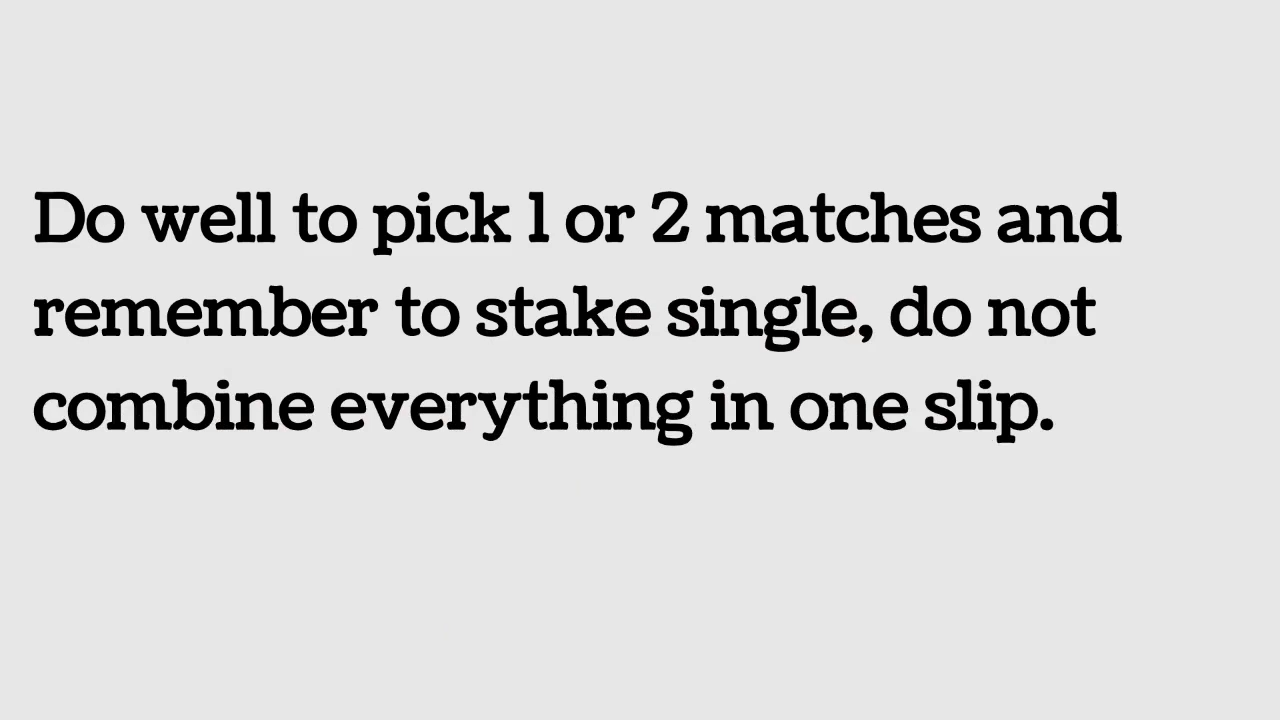 Do well to pick 1 or 2 matches and
remember to stake single, do not
combine everything in one slip.